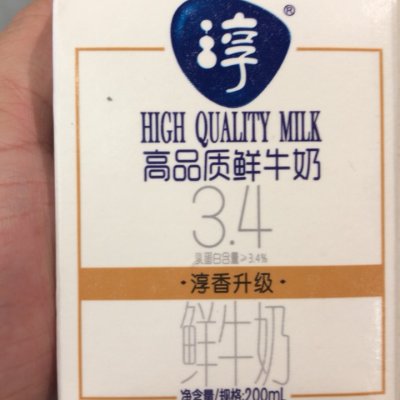 淳®
HIGH QUALITY MILK
高品质鲜牛奶
3.4
乳蛋白含量≥3.4%
·淳香升级·
鲜牛奶
净含量/规格:200mL